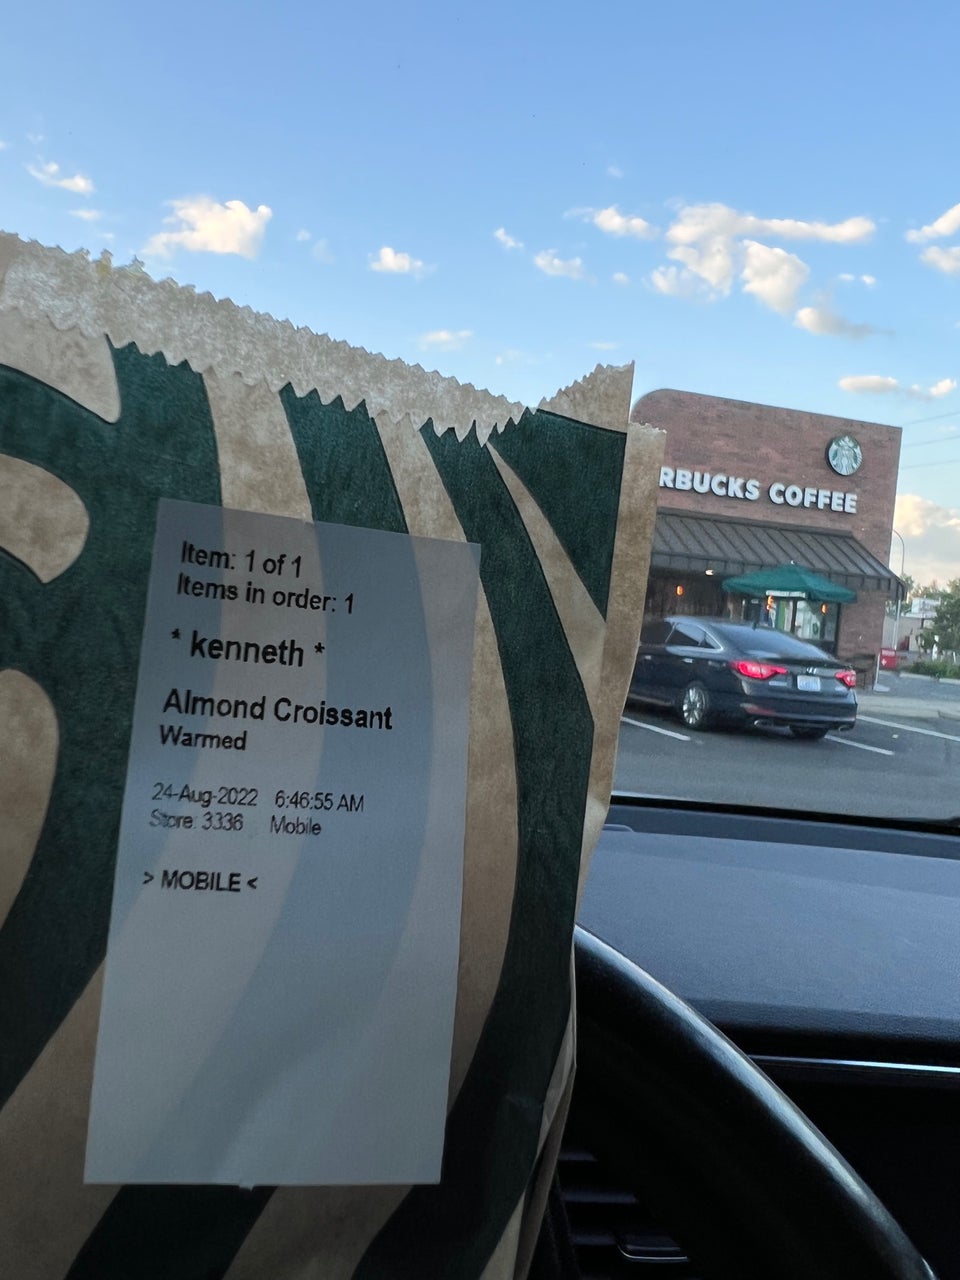 Item: 1 of 1
Items in order: 1
* kenneth *
Almond Croissant
Warmed
24-Aug-2022 6:46:55 AM
Store: 3336 Mobile
> MOBILE <
RBUCKS COFFEE